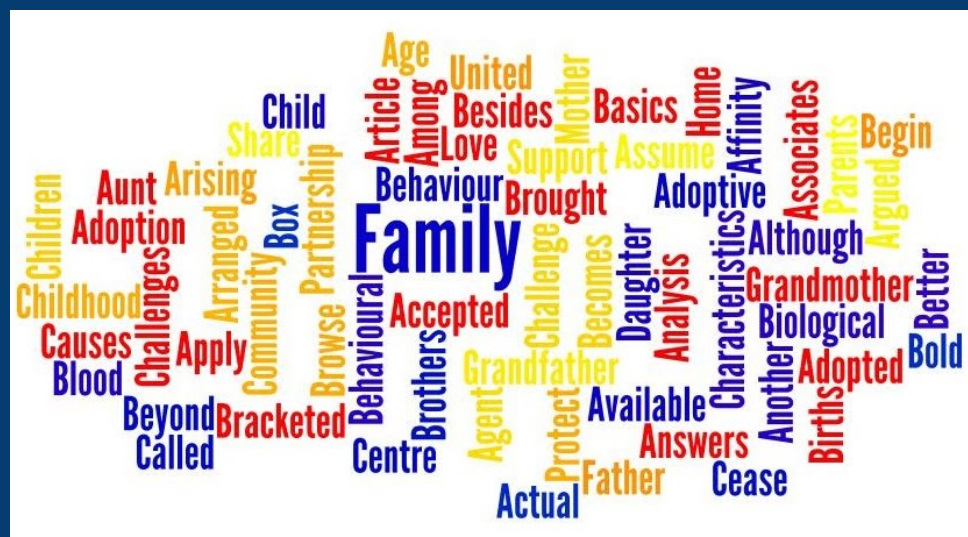 Age
United
Mother
Child
Article
Among
Besides
Basics
Home
Affinity
Associates
Parents
Begin
Share
Love
Support
Assume
Argued
Children
Aunt
Arising
Partnership
Behaviour
Brought
Adoptive
Adoption
Arranged
Box
Family
Challenge
Becomes
Daughter
Analysis
Characteristics
Although
Challenges
Community
Grandmother
Better
Childhood
Browse
Behavioural
Accepted
Biological
Causes
Apply
Brothers
Grandfather
Another
Adopted
Bold
Blood
Beyond
Bracketed
Agent
Protect
Available
Births
Called
Centre
Answers
Father
Cease
Actual